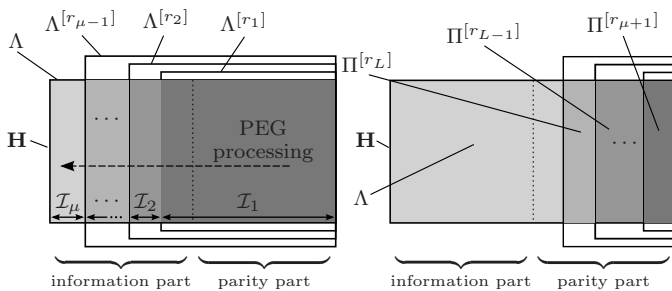 Λ Λ^{[r_{μ−1}]} Λ^{[r_2]} Λ^{[r_1]}
H
...
PEG
processing
...
I_μ ... I_2 I_1
information part parity part
Π^{[r_L]} Π^{[r_{L−1}]} Π^{[r_{μ+1}]}
H
...
Λ
information part parity part